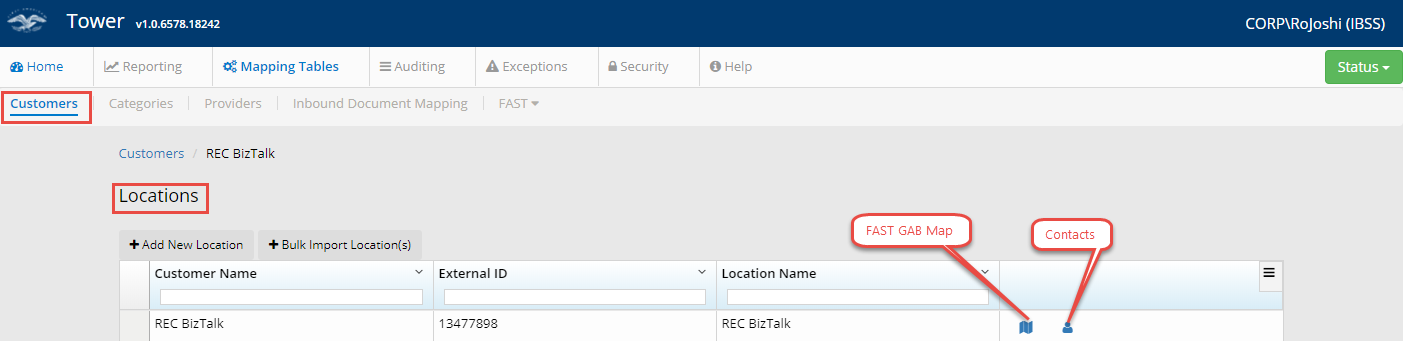 Tower v1.0.6578.18242
CORP\RoJoshi (IBSS)
Home Reporting Mapping Tables Auditing Exceptions Security Help Status
Customers Categories Providers Inbound Document Mapping FAST
Customers / REC BizTalk
Locations
FAST GAB Map
Contacts
+ Add New Location + Bulk Import Location(s)
Customer Name External ID Location Name
REC BizTalk 13477898 REC BizTalk